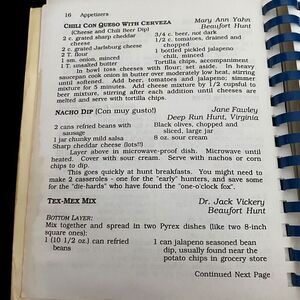 16 Appetizers
CHILI CON QUESO WITH CERVEZA Mary Ann Yahn
(Cheese and Chili Beer Dip) Beaufort Hunt
2 c. grated sharp cheddar cheese 3/4 c. beer, not dark
1/2 c. tomatoes, drained and chopped
2 c. grated Jarlsburg cheese
2 T. flour 1 bottled pickled jalapeno chili, minced
1 sm. onion, minced
1 T. unsalted butter Tortilla chips, accompaniment
In bowl toss cheeses with flour; set aside. In heavy
saucepan cook onion in butter over moderately low heat, stirring
until softened. Add beer, tomatoes and jalapeno; simmer
mixture for 5 minutes. Add cheese mixture by 1/2 cupsful to
beer mixture, stirring after each addition until cheeses are
melted and serve with tortilla chips.
NACHO DIP (Con muy gusto!) Jane Fawley
Deep Run Hunt, Virginia
2 cans refried beans with sausage Black olives, chopped and sliced, large jar
1 jar chunky mild salsa 8 oz. sour cream
Sharp cheddar cheese (lots!!)
Layer above in microwave-proof dish. Microwave until
heated. Cover with sour cream. Serve with nachos or corn
chips to dip.
This goes quickly at hunt breakfasts. You might need to
make 2 casseroles - one for the "early" hunters, and save some
for the "die-hards" who have found the "one-o'clock fox".
TEX-MEX MIX Dr. Jack Vickery
Beaufort Hunt
BOTTOM LAYER:
Mix together and spread in two Pyrex dishes (like two 8-inch
square ones):
1 (10 1/2 oz.) can refried beans 1 can jalapeno seasoned bean
dip, usually found near the
potato chips in grocery store
Continued Next Page